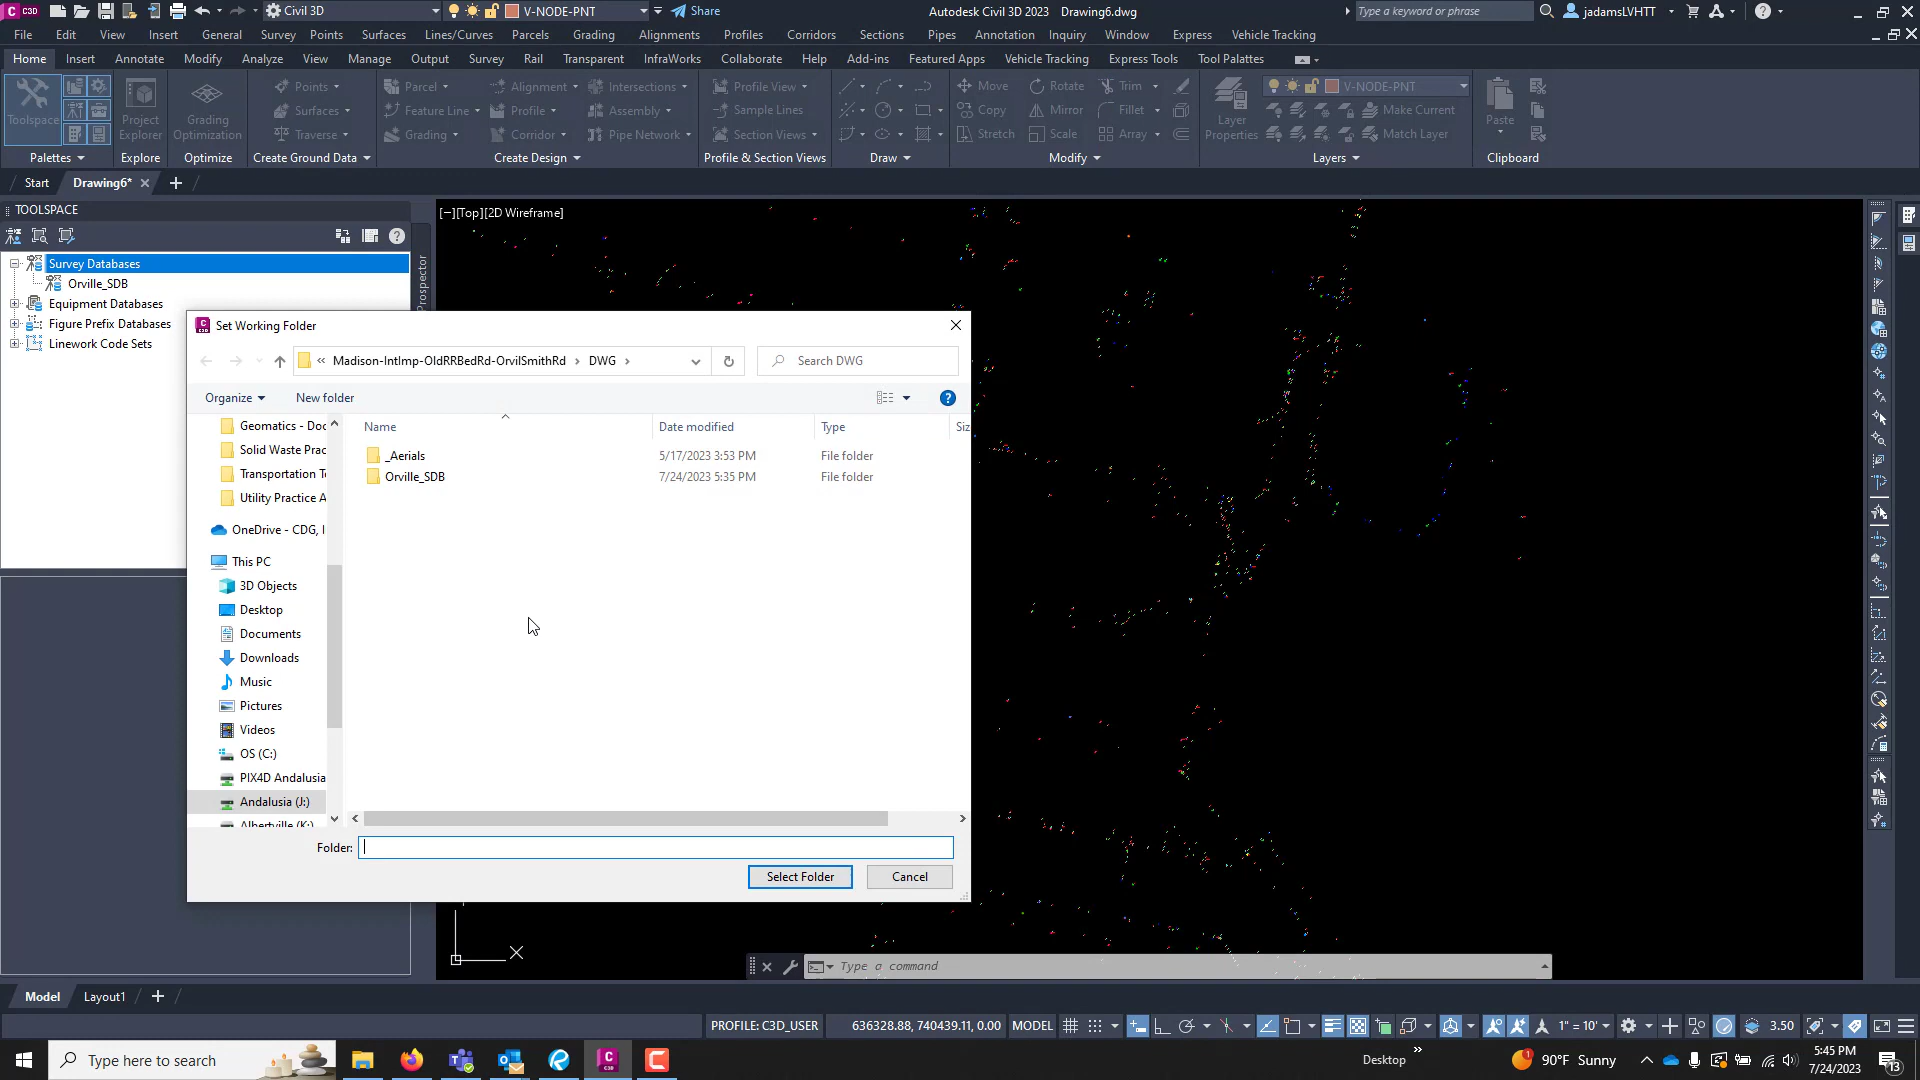 C3D
Civil 3D
V-NODE-PNT
Share
Autodesk Civil 3D 2023
Drawing6.dwg
Type a keyword or phrase
jadamsLVHTT
File
Edit
View
Insert
General
Survey
Points
Surfaces
Lines/Curves
Parcels
Grading
Alignments
Profiles
Corridors
Sections
Pipes
Annotation
Inquiry
Window
Express
Vehicle Tracking
Home
Insert
Annotate
Modify
Analyze
View
Manage
Output
Survey
Rail
Transparent
InfraWorks
Collaborate
Help
Add-ins
Featured Apps
Vehicle Tracking
Express Tools
Tool Palettes
Toolspace
Project Explorer
Grading Optimization
Points
Surfaces
Traverse
Parcel
Feature Line
Grading
Alignment
Profile
Corridor
Intersections
Assembly
Pipe Network
Profile View
Sample Lines
Section Views
Move
Copy
Stretch
Rotate
Mirror
Scale
Trim
Fillet
Array
Layer Properties
V-NODE-PNT
Make Current
Match Layer
Paste
Palettes
Explore
Optimize
Create Ground Data
Create Design
Profile & Section Views
Draw
Modify
Layers
Clipboard
Start
Drawing6*
TOOLSPACE
[−][Top][2D Wireframe]
Survey Databases
Orville_SDB
Equipment Databases
Figure Prefix Databases
Linework Code Sets
Prospector
Set Working Folder
« Madison-IntImp-OldRRBedRd-OrvilSmithRd › DWG ›
Search DWG
Organize
New folder
Name
Date modified
Type
Siz
_Aerials
5/17/2023 3:53 PM
File folder
Orville_SDB
7/24/2023 5:35 PM
File folder
Geomatics - Doc
Solid Waste Prac
Transportation Te
Utility Practice A
OneDrive - CDG, I
This PC
3D Objects
Desktop
Documents
Downloads
Music
Pictures
Videos
OS (C:)
PIX4D Andalusia
Andalusia (J:)
Albertville (K:)
Folder:
Select Folder
Cancel
X
Type a command
Model
Layout1
PROFILE: C3D_USER
636328.88, 740439.11, 0.00
MODEL
1" = 10'
3.50
Type here to search
Desktop
90°F Sunny
5:45 PM
7/24/2023
13